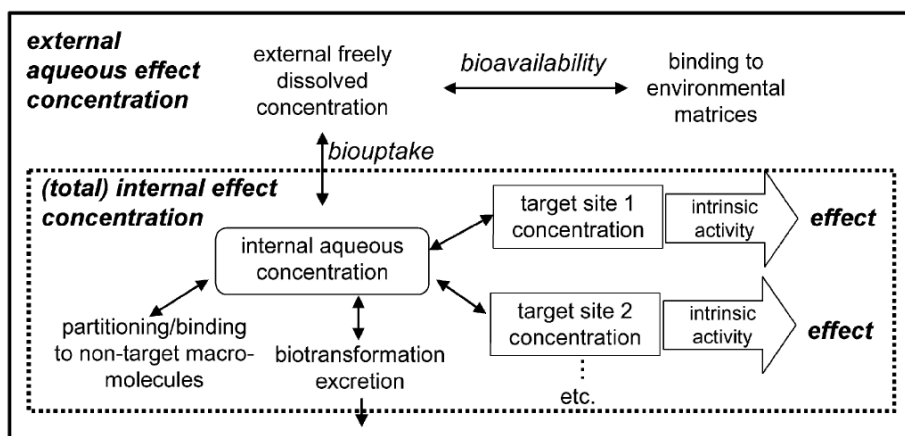 external
aqueous effect
concentration
external freely
dissolved
concentration
bioavailability
binding to
environmental
matrices
biouptake
(total) internal effect
concentration
internal aqueous
concentration
target site 1
concentration
intrinsic
activity
effect
target site 2
concentration
intrinsic
activity
effect
etc.
partitioning/binding
to non-target macro-
molecules
biotransformation
excretion